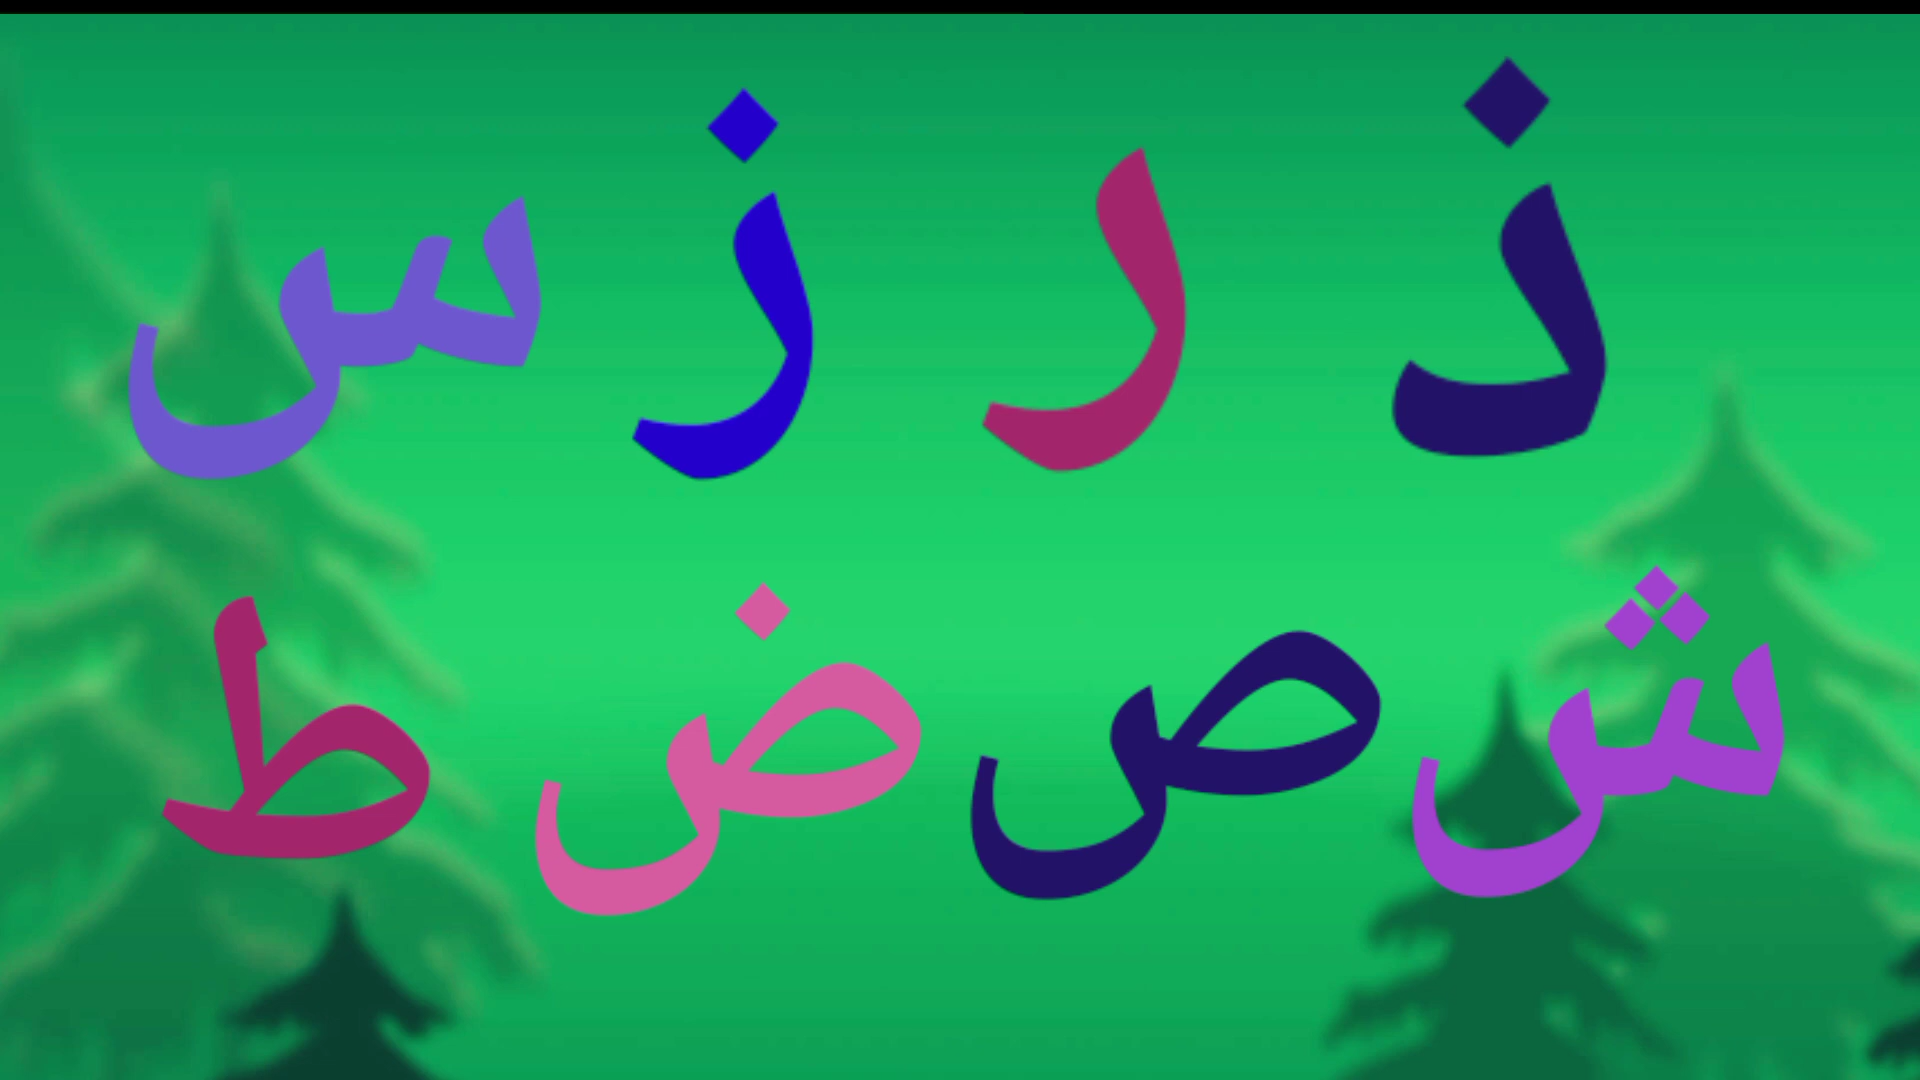 ذ ر ز س
ش ص ض ط